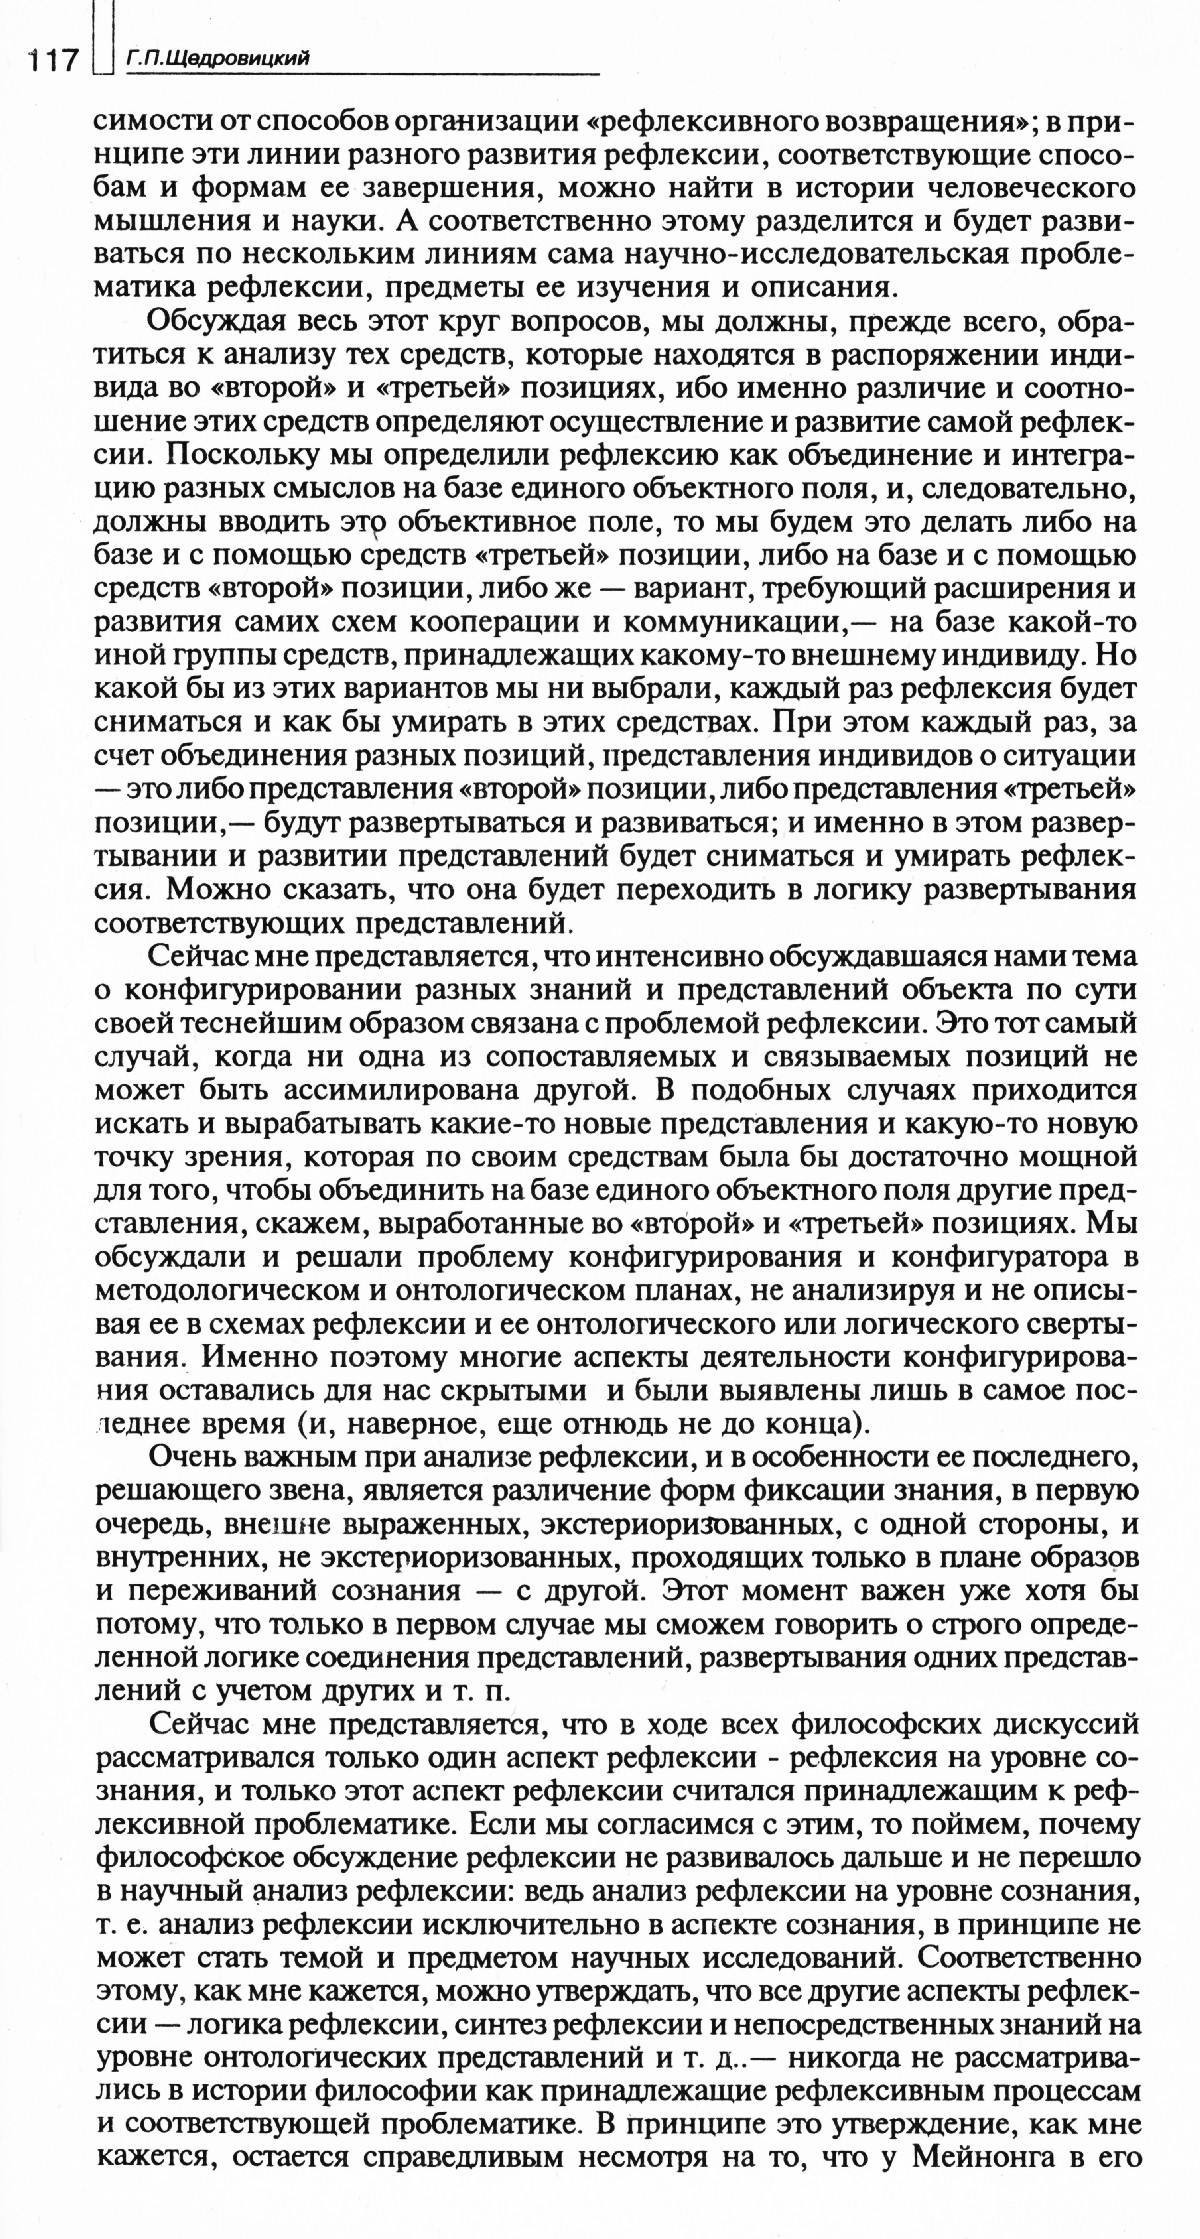 117 Г.П.Щедровицкий
симости от способов организации «рефлексивного возвращения»; в при-
нципе эти линии разного развития рефлексии, соответствующие спосо-
бам и формам ее завершения, можно найти в истории человеческого
мышления и науки. А соответственно этому разделится и будет разви-
ваться по нескольким линиям сама научно-исследовательская пробле-
матика рефлексии, предметы ее изучения и описания.
Обсуждая весь этот круг вопросов, мы должны, прежде всего, обра-
титься к анализу тех средств, которые находятся в распоряжении инди-
вида во «второй» и «третьей» позициях, ибо именно различие и соотно-
шение этих средств определяют осуществление и развитие самой рефлек-
сии. Поскольку мы определили рефлексию как объединение и интегра-
цию разных смыслов на базе единого объектного поля, и, следовательно,
должны вводить это объективное поле, то мы будем это делать либо на
базе и с помощью средств «третьей» позиции, либо на базе и с помощью
средств «второй» позиции, либо же — вариант, требующий расширения и
развития самих схем кооперации и коммуникации,— на базе какой-то
иной группы средств, принадлежащих какому-то внешнему индивиду. Но
какой бы из этих вариантов мы ни выбрали, каждый раз рефлексия будет
сниматься и как бы умирать в этих средствах. При этом каждый раз, за
счет объединения разных позиций, представления индивидов о ситуации
— это либо представления «второй» позиции, либо представления «третьей»
позиции,— будут развертываться и развиваться; и именно в этом развер-
тывании и развитии представлений будет сниматься и умирать рефлек-
сия. Можно сказать, что она будет переходить в логику развертывания
соответствующих представлений.
Сейчас мне представляется, что интенсивно обсуждавшаяся нами тема
о конфигурировании разных знаний и представлений объекта по сути
своей теснейшим образом связана с проблемой рефлексии. Это тот самый
случай, когда ни одна из сопоставляемых и связываемых позиций не
может быть ассимилирована другой. В подобных случаях приходится
искать и вырабатывать какие-то новые представления и какую-то новую
точку зрения, которая по своим средствам была бы достаточно мощной
для того, чтобы объединить на базе единого объектного поля другие пред-
ставления, скажем, выработанные во «второй» и «третьей» позициях. Мы
обсуждали и решали проблему конфигурирования и конфигуратора в
методологическом и онтологическом планах, не анализируя и не описы-
вая ее в схемах рефлексии и ее онтологического или логического сверты-
вания. Именно поэтому многие аспекты деятельности конфигурирова-
ния оставались для нас скрытыми и были выявлены лишь в самое пос-
леднее время (и, наверное, еще отнюдь не до конца).
Очень важным при анализе рефлексии, и в особенности ее последнего,
решающего звена, является различение форм фиксации знания, в первую
очередь, внешне выраженных, экстериоризованных, с одной стороны, и
внутренних, не экстериоризованных, проходящих только в плане образов
и переживаний сознания — с другой. Этот момент важен уже хотя бы
потому, что только в первом случае мы сможем говорить о строго опреде-
ленной логике соединения представлений, развертывания одних представ-
лений с учетом других и т. п.
Сейчас мне представляется, что в ходе всех философских дискуссий
рассматривался только один аспект рефлексии - рефлексия на уровне со-
знания, и только этот аспект рефлексии считался принадлежащим к реф-
лексивной проблематике. Если мы согласимся с этим, то поймем, почему
философское обсуждение рефлексии не развивалось дальше и не перешло
в научный анализ рефлексии: ведь анализ рефлексии на уровне сознания,
т. е. анализ рефлексии исключительно в аспекте сознания, в принципе не
может стать темой и предметом научных исследований. Соответственно
этому, как мне кажется, можно утверждать, что все другие аспекты рефлек-
сии — логика рефлексии, синтез рефлексии и непосредственных знаний на
уровне онтологических представлений и т. д..— никогда не рассматрива-
лись в истории философии как принадлежащие рефлексивным процессам
и соответствующей проблематике. В принципе это утверждение, как мне
кажется, остается справедливым несмотря на то, что у Мейнонга в его